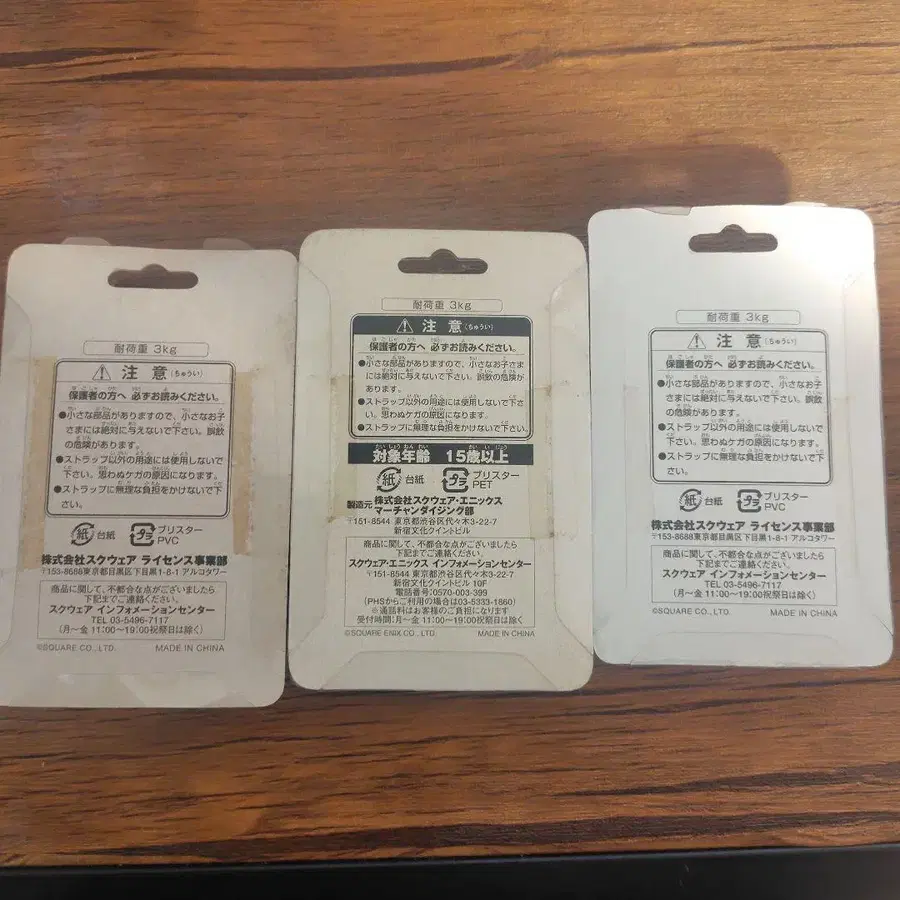 耐荷重 3kg
⚠ 注意(ちゅうい)
保護者の方へ 必ずお読みください。
●小さな部品がありますので、小さなお子
さまには絶対に与えないで下さい。誤飲
の危険があります。
●ストラップ以外の用途には使用しないで
下さい。思わぬケガの原因になります。
●ストラップに無理な負担をかけないで下
さい。
紙 台紙
プラ ブリスター
PVC
株式会社スクウェア ライセンス事業部
〒153-8688東京都目黒区下目黒1-8-1 アルコタワー
商品に関して、不都合な点がございましたら
下記までご連絡ください。
スクウェア インフォメーションセンター
TEL 03-5496-7117
(月〜金 11:00〜19:00祝祭日は除く)
©SQUARE CO., LTD. MADE IN CHINA
耐荷重 3kg
⚠ 注意(ちゅうい)
保護者の方へ 必ずお読みください。
●小さな部品がありますので、小さなお子さま
には絶対に与えないで下さい。誤飲の危険が
あります。
●ストラップ以外の用途には使用しないで下さ
い。思わぬケガの原因になります。
●ストラップに無理な負担をかけないで下さい。
対象年齢 15歳以上
紙 台紙
プラ ブリスター
PET
製造元 株式会社スクウェア・エニックス
マーチャンダイジング部
〒151-8544 東京都渋谷区代々木3-22-7
新宿文化クイントビル
商品に関して、不都合な点がございましたら
下記までご連絡ください。
スクウェア・エニックス インフォメーションセンター
〒151-8544 東京都渋谷区代々木3-22-7
新宿文化クイントビル 10F
電話番号:0570-003-399
(PHSからご利用の場合は03-5333-1860)
※通話料はお客様のご負担になります。
受付時間:月〜金 11:00〜19:00(祝祭日は除く)
©SQUARE ENIX CO., LTD. MADE IN CHINA
耐荷重 3kg
⚠ 注意(ちゅうい)
保護者の方へ 必ずお読みください。
●小さな部品がありますので、小さなお子
さまには絶対に与えないで下さい。誤飲
の危険があります。
●ストラップ以外の用途には使用しないで
下さい。思わぬケガの原因になります。
●ストラップに無理な負担をかけないで下
さい。
紙 台紙
プラ ブリスター
PVC
株式会社スクウェア ライセンス事業部
〒153-8688東京都目黒区下目黒1-8-1 アルコタワー
商品に関して、不都合な点がございましたら
下記までご連絡ください。
スクウェア インフォメーションセンター
TEL 03-5496-7117
(月〜金 11:00〜19:00祝祭日は除く)
©SQUARE CO., LTD. MADE IN CHINA